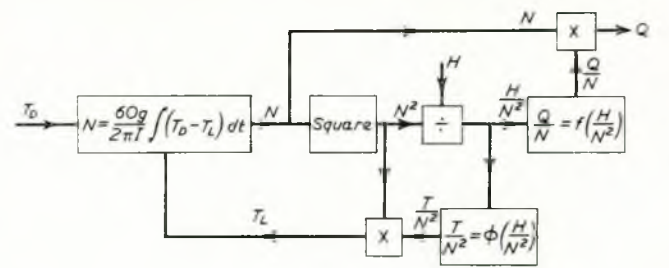 N
X
Q
H
Q/N
T_D
N = 60g/2πI ∫(T_D − T_L) dt
N
Square
N²
÷
H/N²
Q/N = f(H/N²)
T_L
X
T/N²
T/N² = φ(H/N²)